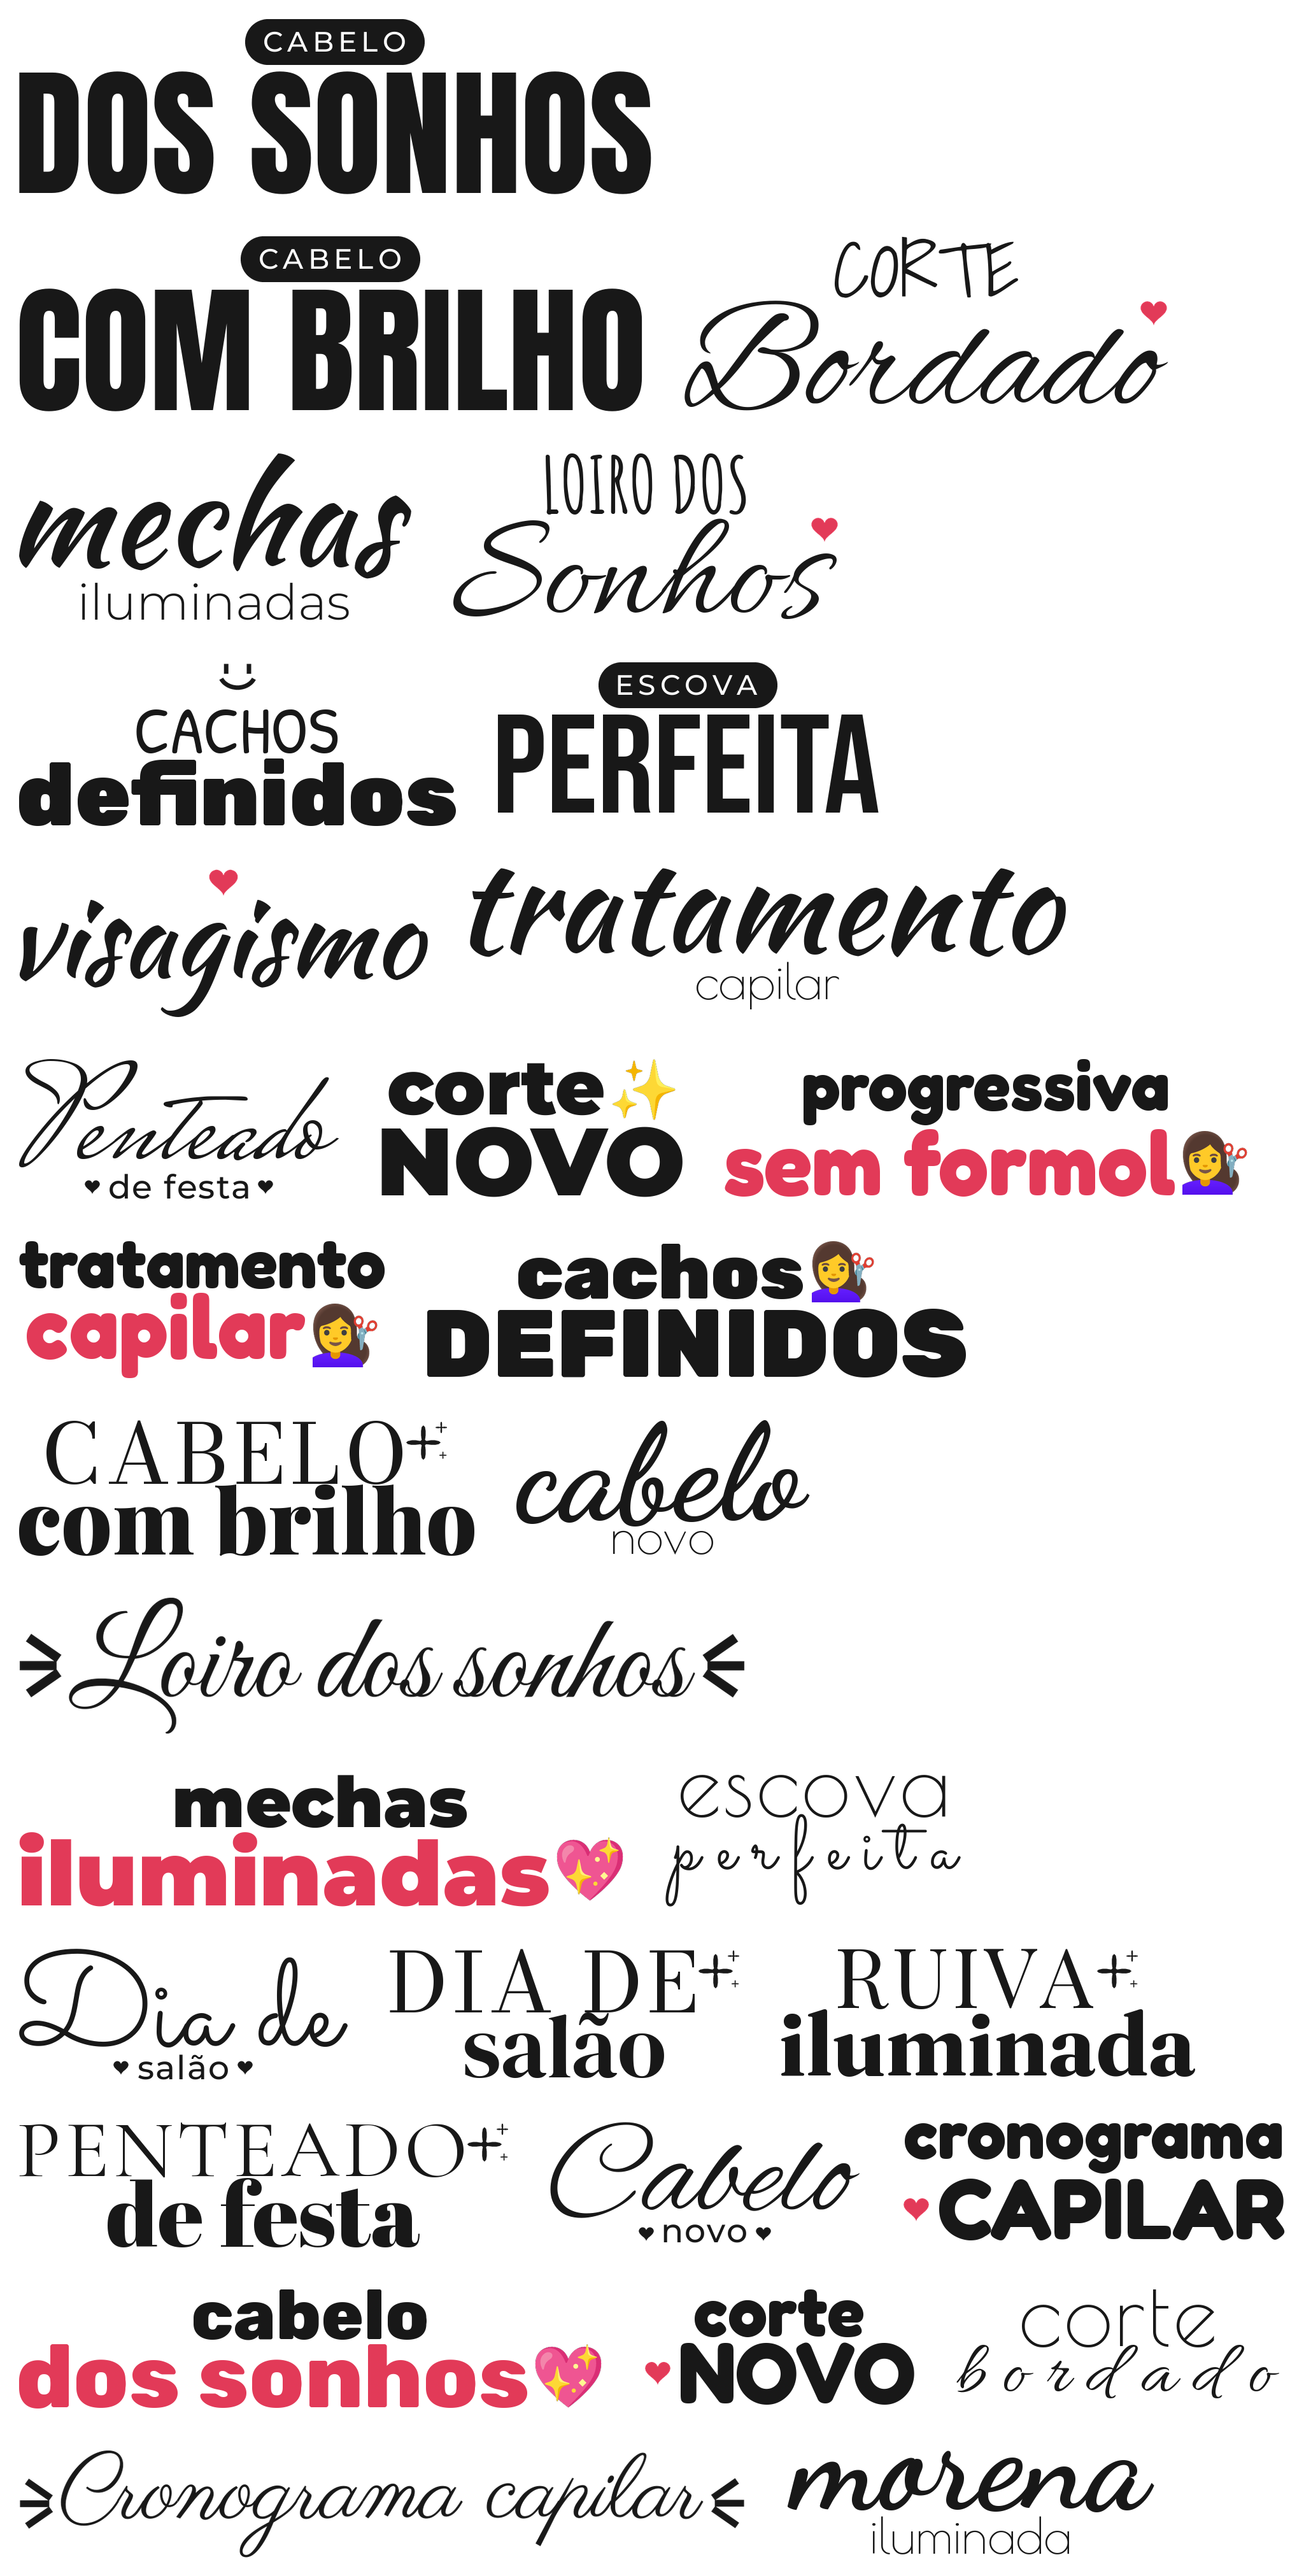 CABELO
DOS SONHOS
CABELO
COM BRILHO
CORTE
Bordado
mechas
iluminadas
LOIRO DOS
Sonhos
CACHOS
definidos
ESCOVA
PERFEITA
visagismo
tratamento
capilar
Penteado
de festa
corte✨
NOVO
progressiva
sem formol💇‍♀️
tratamento
capilar💇‍♀️
cachos💇‍♀️
DEFINIDOS
CABELO
com brilho
cabelo
novo
Loiro dos sonhos
mechas
iluminadas💖
escova
perfeita
Dia de
salão
DIA DE
salão
RUIVA
iluminada
PENTEADO
de festa
Cabelo
novo
cronograma
CAPILAR
cabelo
dos sonhos💖
corte
NOVO
corte
bordado
Cronograma capilar
morena
iluminada